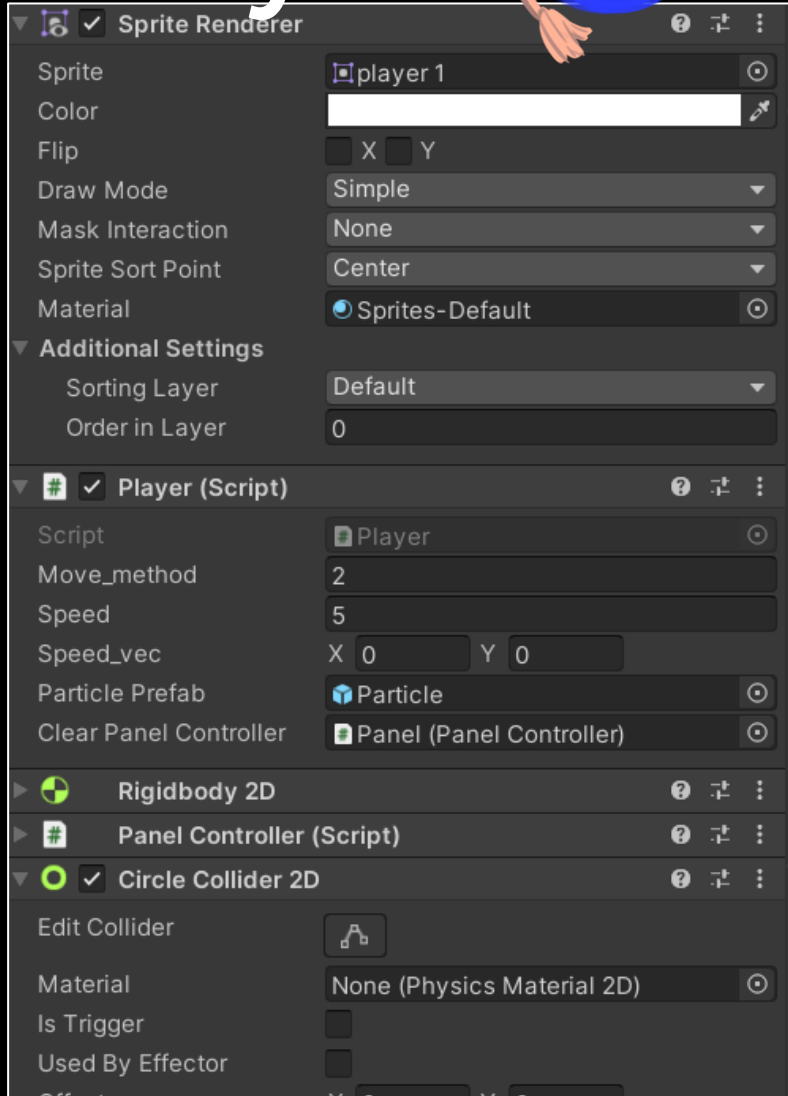 Sprite Renderer
Sprite player 1
Color
Flip X Y
Draw Mode Simple
Mask Interaction None
Sprite Sort Point Center
Material Sprites-Default
Additional Settings
Sorting Layer Default
Order in Layer 0
Player (Script)
Script Player
Move_method 2
Speed 5
Speed_vec X 0 Y 0
Particle Prefab Particle
Clear Panel Controller Panel (Panel Controller)
Rigidbody 2D
Panel Controller (Script)
Circle Collider 2D
Edit Collider
Material None (Physics Material 2D)
Is Trigger
Used By Effector